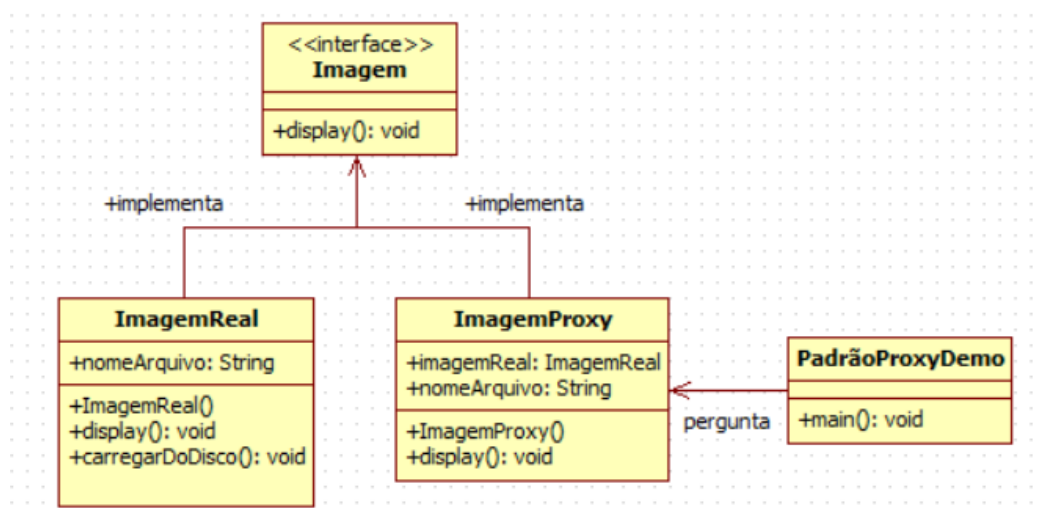 <<interface>>
Imagem
+display(): void
+implementa
+implementa
ImagemReal
+nomeArquivo: String
+ImagemReal()
+display(): void
+carregarDoDisco(): void
ImagemProxy
+imagemReal: ImagemReal
+nomeArquivo: String
+ImagemProxy()
+display(): void
pergunta
PadrãoProxyDemo
+main(): void